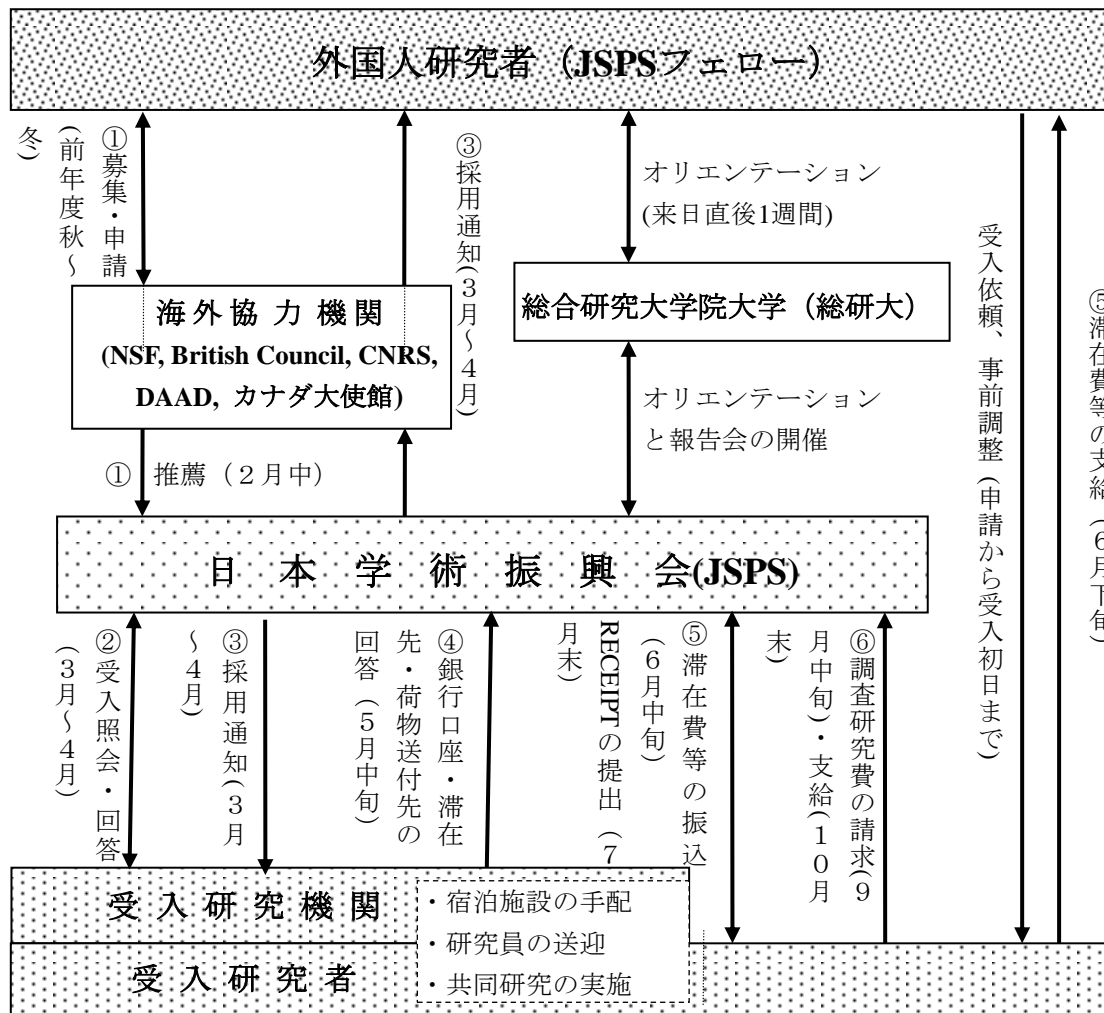 外国人研究者（JSPSフェロー）
①募集・申請
(前年度秋～
冬)
③採用通知(３月～４月)
オリエンテーション
(来日直後1週間)
海外協力機関
(NSF, British Council, CNRS,
DAAD, カナダ大使館)
総合研究大学院大学（総研大）
① 推薦（２月中）
オリエンテーション
と報告会の開催
受入依頼、事前調整(申請から受入初日まで)
⑤滞在費等の支給(６月下旬)
日本学術振興会(JSPS)
②受入照会・回答
(３月～４月)
③採用通知(３月
～４月)
④銀行口座・滞在
先・荷物送付先の
回答（５月中旬)
⑤滞在費等の振込
(６月中旬)
RECEIPTの提出（７
月末）
⑥調査研究費の請求(９
月中旬)・支給(１０月
末)
受入研究機関
受入研究者
・宿泊施設の手配
・研究員の送迎
・共同研究の実施